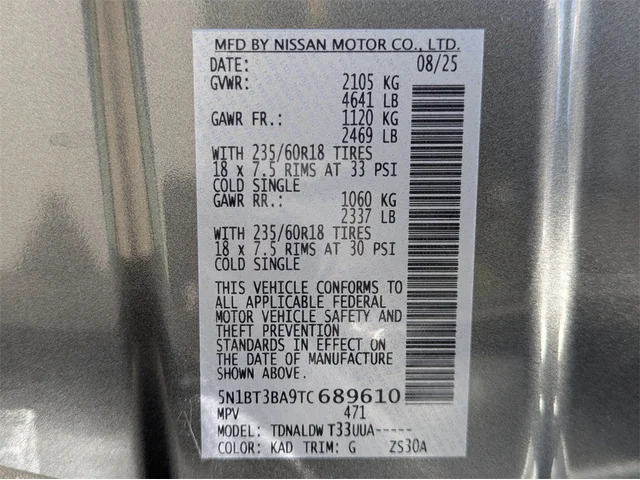 MFD BY NISSAN MOTOR CO., LTD.
DATE: 08/25
GVWR: 2105 KG
4641 LB
GAWR FR.: 1120 KG
2469 LB
WITH 235/60R18 TIRES
18 x 7.5 RIMS AT 33 PSI
COLD SINGLE
GAWR RR.: 1060 KG
2337 LB
WITH 235/60R18 TIRES
18 x 7.5 RIMS AT 30 PSI
COLD SINGLE
THIS VEHICLE CONFORMS TO
ALL APPLICABLE FEDERAL
MOTOR VEHICLE SAFETY AND
THEFT PREVENTION
STANDARDS IN EFFECT ON
THE DATE OF MANUFACTURE
SHOWN ABOVE.
5N1BT3BA9TC689610
MPV 471
MODEL: TDNALDW T33UUA-----
COLOR: KAD TRIM: G ZS30A